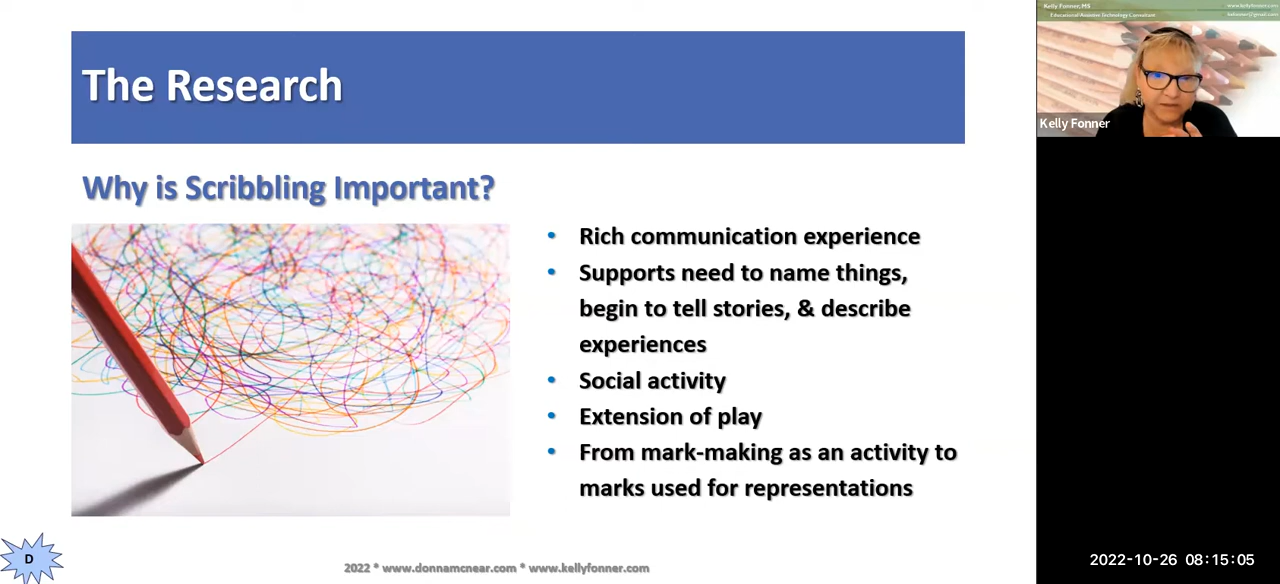 The Research
Why is Scribbling Important?
• Rich communication experience
• Supports need to name things,
begin to tell stories, & describe
experiences
• Social activity
• Extension of play
• From mark-making as an activity to
marks used for representations
D
2022 * www.donnamcnear.com * www.kellyfonner.com
Kelly Fonner, MS
www.kellyfonner.com
Educational Assistive Technology Consultant
kfonner@gmail.com
Kelly Fonner
2022-10-26 08:15:05